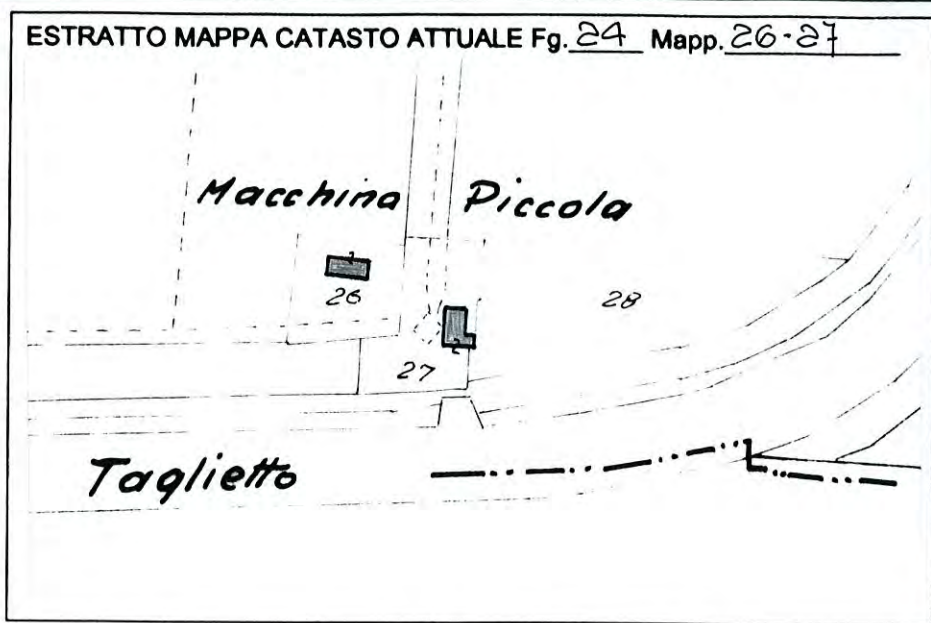 ESTRATTO MAPPA CATASTO ATTUALE Fg. 24 Mapp. 26-27
Macchina Piccola
26
28
27
Taglietto